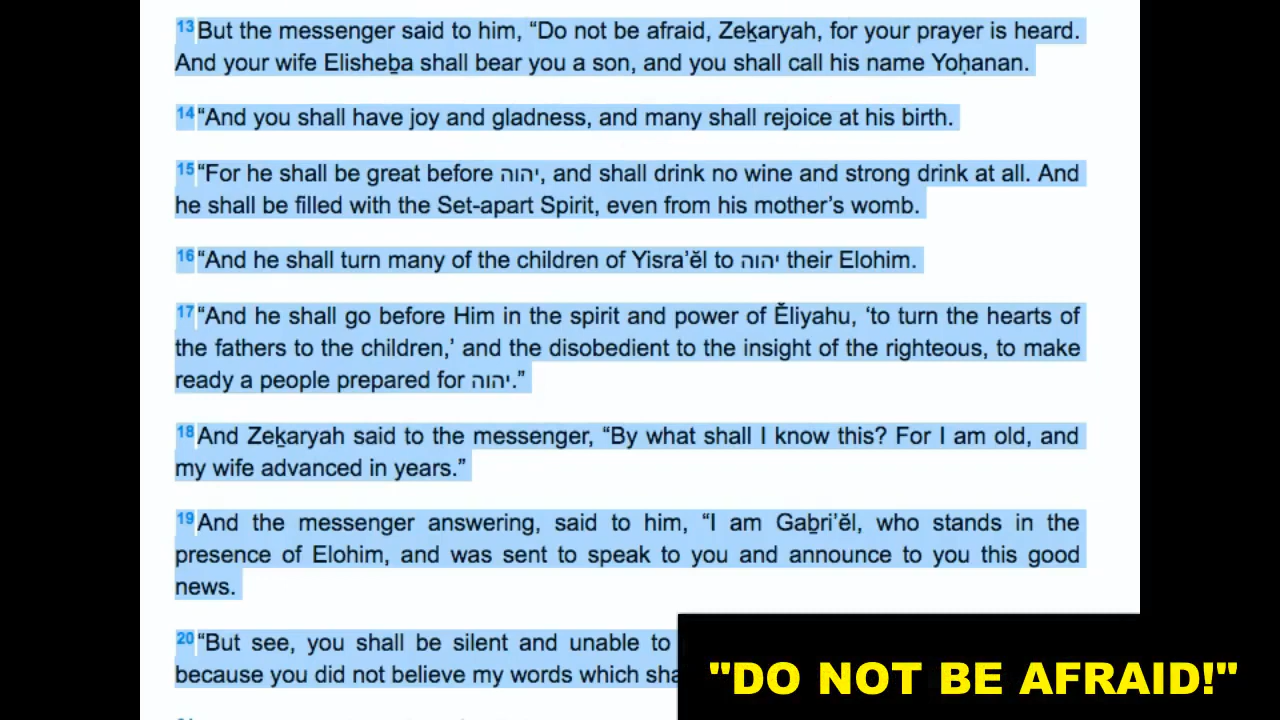 13But the messenger said to him, “Do not be afraid, Zeḵaryah, for your prayer is heard.
And your wife Elisheḇa shall bear you a son, and you shall call his name Yoḥanan.
14“And you shall have joy and gladness, and many shall rejoice at his birth.
15“For he shall be great before יהוה, and shall drink no wine and strong drink at all. And
he shall be filled with the Set-apart Spirit, even from his mother’s womb.
16“And he shall turn many of the children of Yisra’ĕl to יהוה their Elohim.
17“And he shall go before Him in the spirit and power of Ěliyahu, ‘to turn the hearts of
the fathers to the children,’ and the disobedient to the insight of the righteous, to make
ready a people prepared for יהוה.”
18And Zeḵaryah said to the messenger, “By what shall I know this? For I am old, and
my wife advanced in years.”
19And the messenger answering, said to him, “I am Gaḇri’ĕl, who stands in the
presence of Elohim, and was sent to speak to you and announce to you this good
news.
20“But see, you shall be silent and unable to
because you did not believe my words which sha
"DO NOT BE AFRAID!"